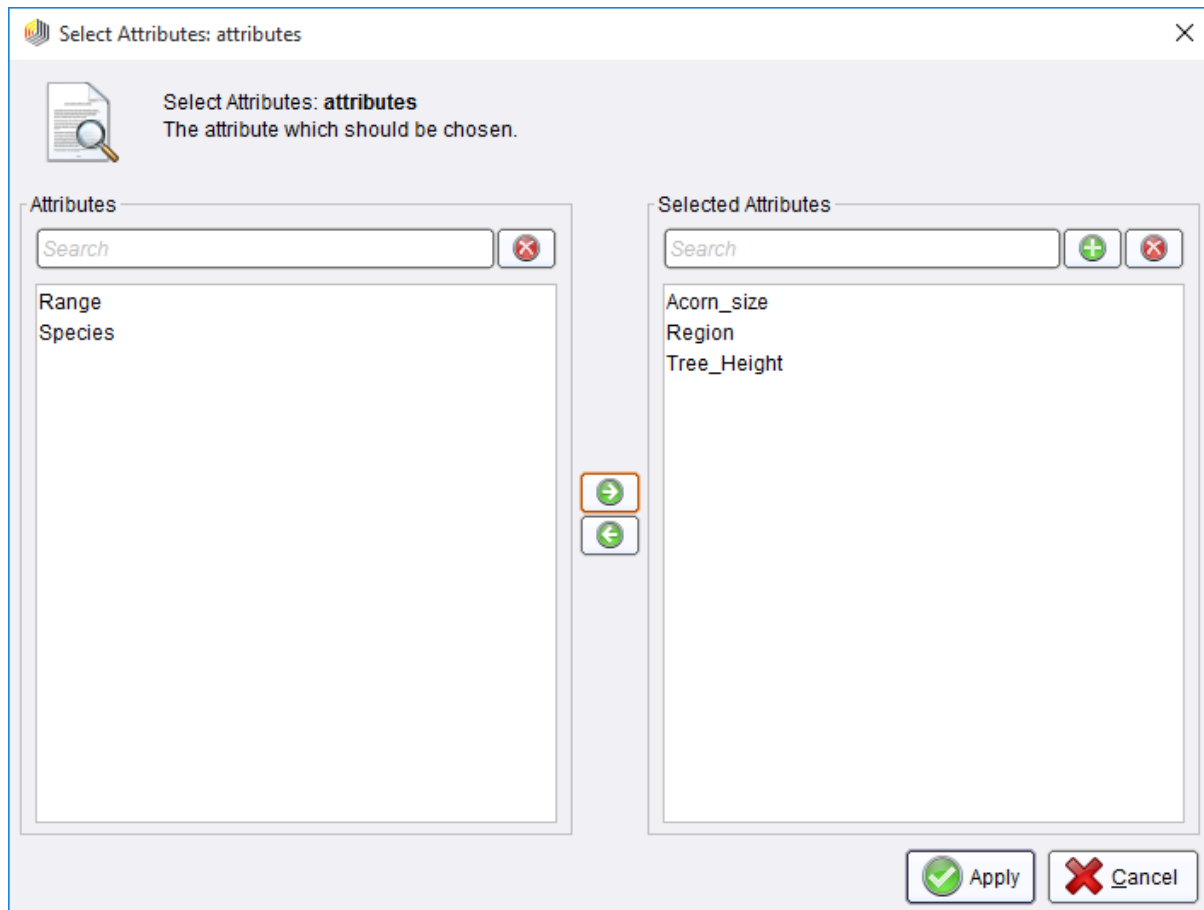 Select Attributes: attributes
Select Attributes: attributes
The attribute which should be chosen.
Attributes
Search
Range
Species
Selected Attributes
Search
Acorn_size
Region
Tree_Height
Apply
Cancel